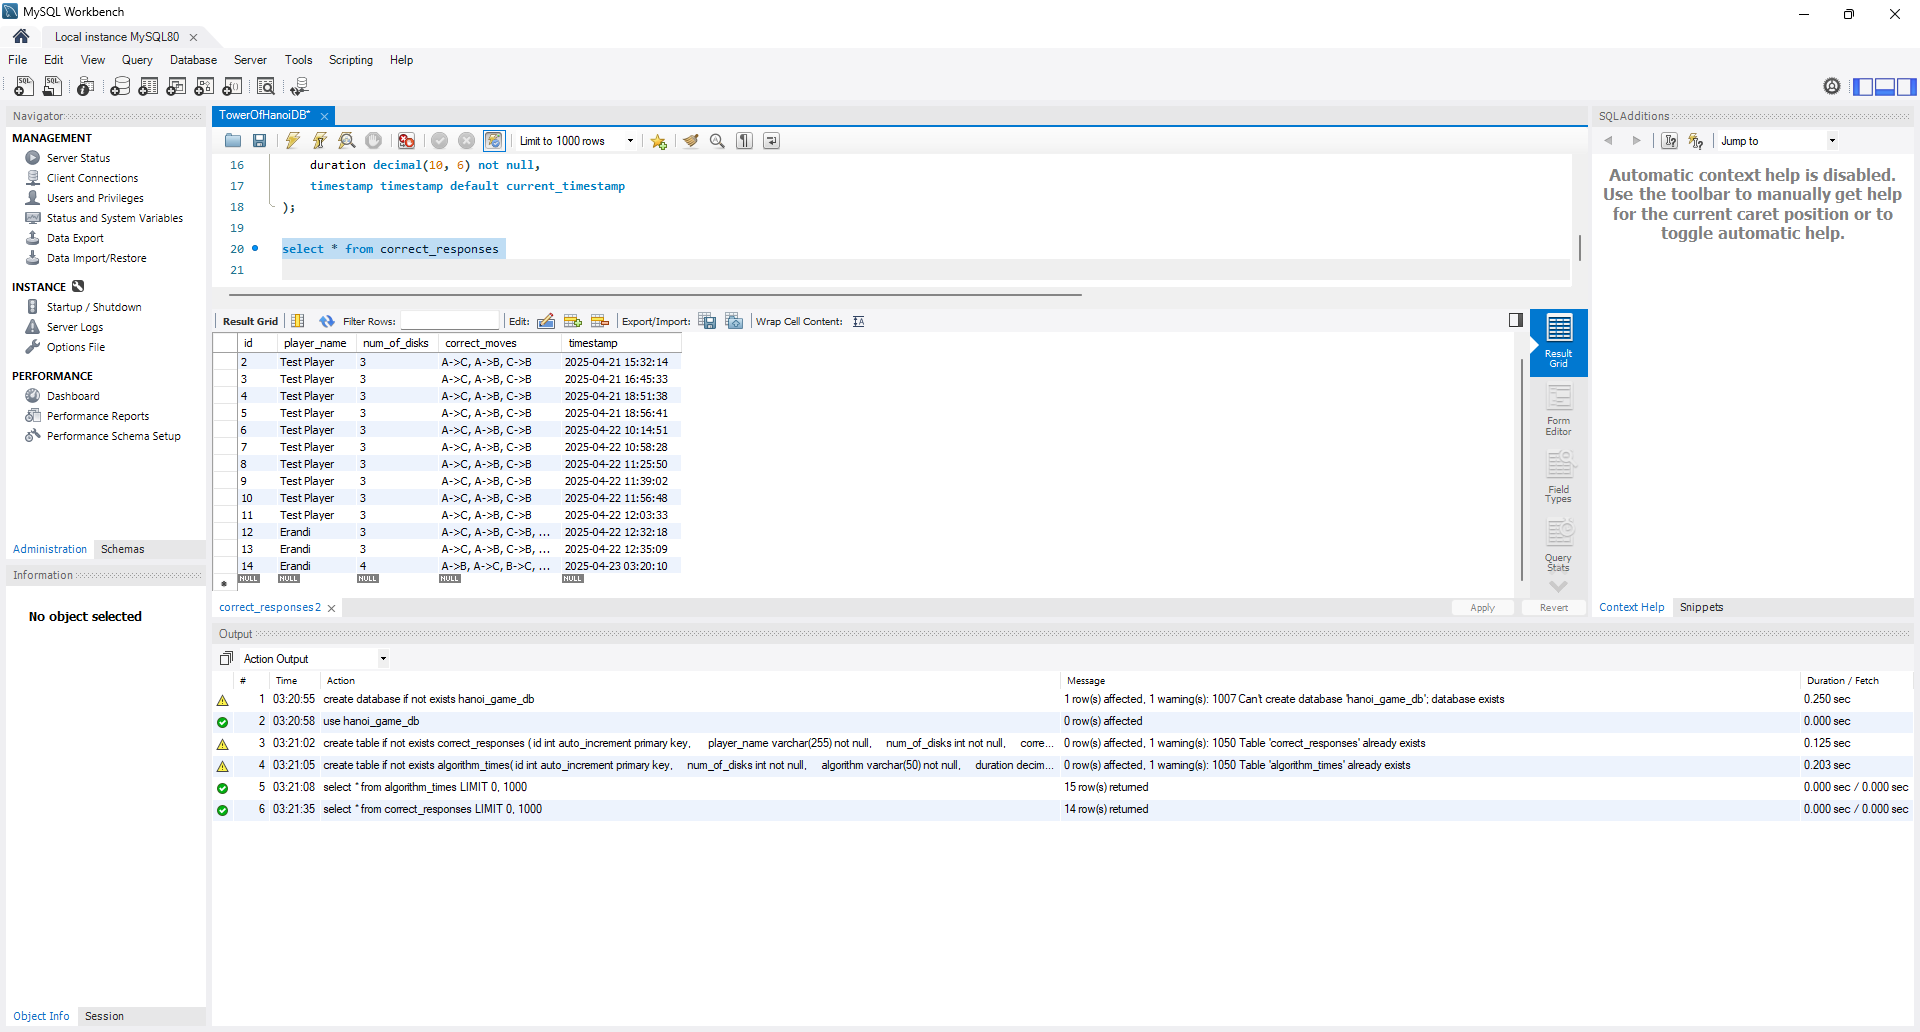 MySQL Workbench
Local instance MySQL80
File Edit View Query Database Server Tools Scripting Help
Navigator
MANAGEMENT
Server Status
Client Connections
Users and Privileges
Status and System Variables
Data Export
Data Import/Restore
INSTANCE
Startup / Shutdown
Server Logs
Options File
PERFORMANCE
Dashboard
Performance Reports
Performance Schema Setup
Administration Schemas
Information
No object selected
Object Info Session
TowerOfHanoiDB*
Limit to 1000 rows
16 duration decimal(10, 6) not null,
17 timestamp timestamp default current_timestamp
18 );
19
20 select * from correct_responses
21
Result Grid Filter Rows: Edit: Export/Import: Wrap Cell Content:
id player_name num_of_disks correct_moves timestamp
2 Test Player 3 A->C, A->B, C->B 2025-04-21 15:32:14
3 Test Player 3 A->C, A->B, C->B 2025-04-21 16:45:33
4 Test Player 3 A->C, A->B, C->B 2025-04-21 18:51:38
5 Test Player 3 A->C, A->B, C->B 2025-04-21 18:56:41
6 Test Player 3 A->C, A->B, C->B 2025-04-22 10:14:51
7 Test Player 3 A->C, A->B, C->B 2025-04-22 10:58:28
8 Test Player 3 A->C, A->B, C->B 2025-04-22 11:25:50
9 Test Player 3 A->C, A->B, C->B 2025-04-22 11:39:02
10 Test Player 3 A->C, A->B, C->B 2025-04-22 11:56:48
11 Test Player 3 A->C, A->B, C->B 2025-04-22 12:03:33
12 Erandi 3 A->C, A->B, C->B, ... 2025-04-22 12:32:18
13 Erandi 3 A->C, A->B, C->B, ... 2025-04-22 12:35:09
14 Erandi 4 A->B, A->C, B->C, ... 2025-04-23 03:20:10
NULL NULL NULL NULL NULL
Result
Grid
Form
Editor
Field
Types
Query
Stats
correct_responses 2
Apply Revert
SQLAdditions
Jump to
Automatic context help is disabled.
Use the toolbar to manually get help
for the current caret position or to
toggle automatic help.
Context Help Snippets
Output
Action Output
# Time Action Message Duration / Fetch
1 03:20:55 create database if not exists hanoi_game_db 1 row(s) affected, 1 warning(s): 1007 Can't create database 'hanoi_game_db'; database exists 0.250 sec
2 03:20:58 use hanoi_game_db 0 row(s) affected 0.000 sec
3 03:21:02 create table if not exists correct_responses ( id int auto_increment primary key, player_name varchar(255) not null, num_of_disks int not null, corre... 0 row(s) affected, 1 warning(s): 1050 Table 'correct_responses' already exists 0.125 sec
4 03:21:05 create table if not exists algorithm_times( id int auto_increment primary key, num_of_disks int not null, algorithm varchar(50) not null, duration decim... 0 row(s) affected, 1 warning(s): 1050 Table 'algorithm_times' already exists 0.203 sec
5 03:21:08 select * from algorithm_times LIMIT 0, 1000 15 row(s) returned 0.000 sec / 0.000 sec
6 03:21:35 select * from correct_responses LIMIT 0, 1000 14 row(s) returned 0.000 sec / 0.000 sec